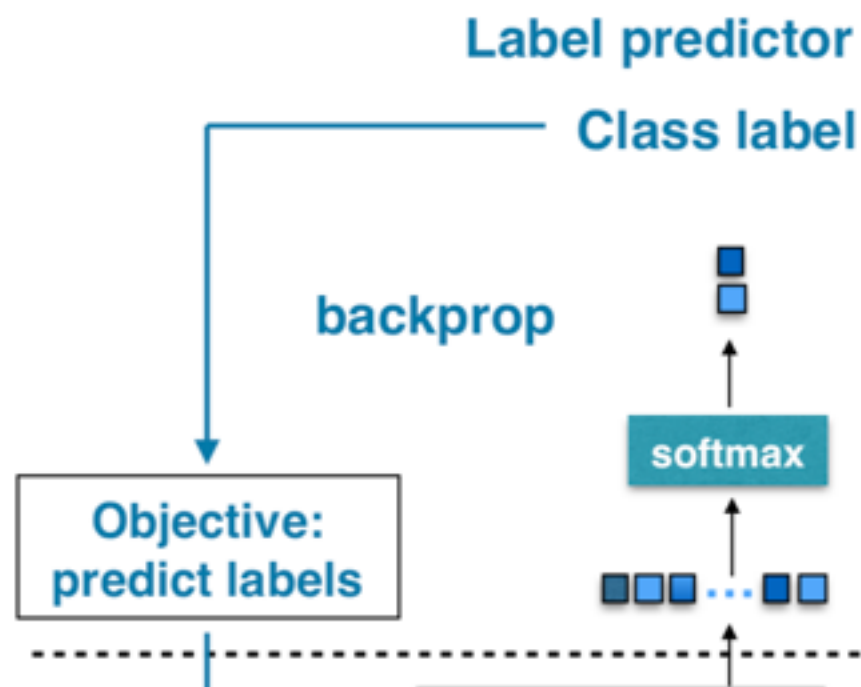 Label predictor
Class label
backprop
softmax
Objective:
predict labels